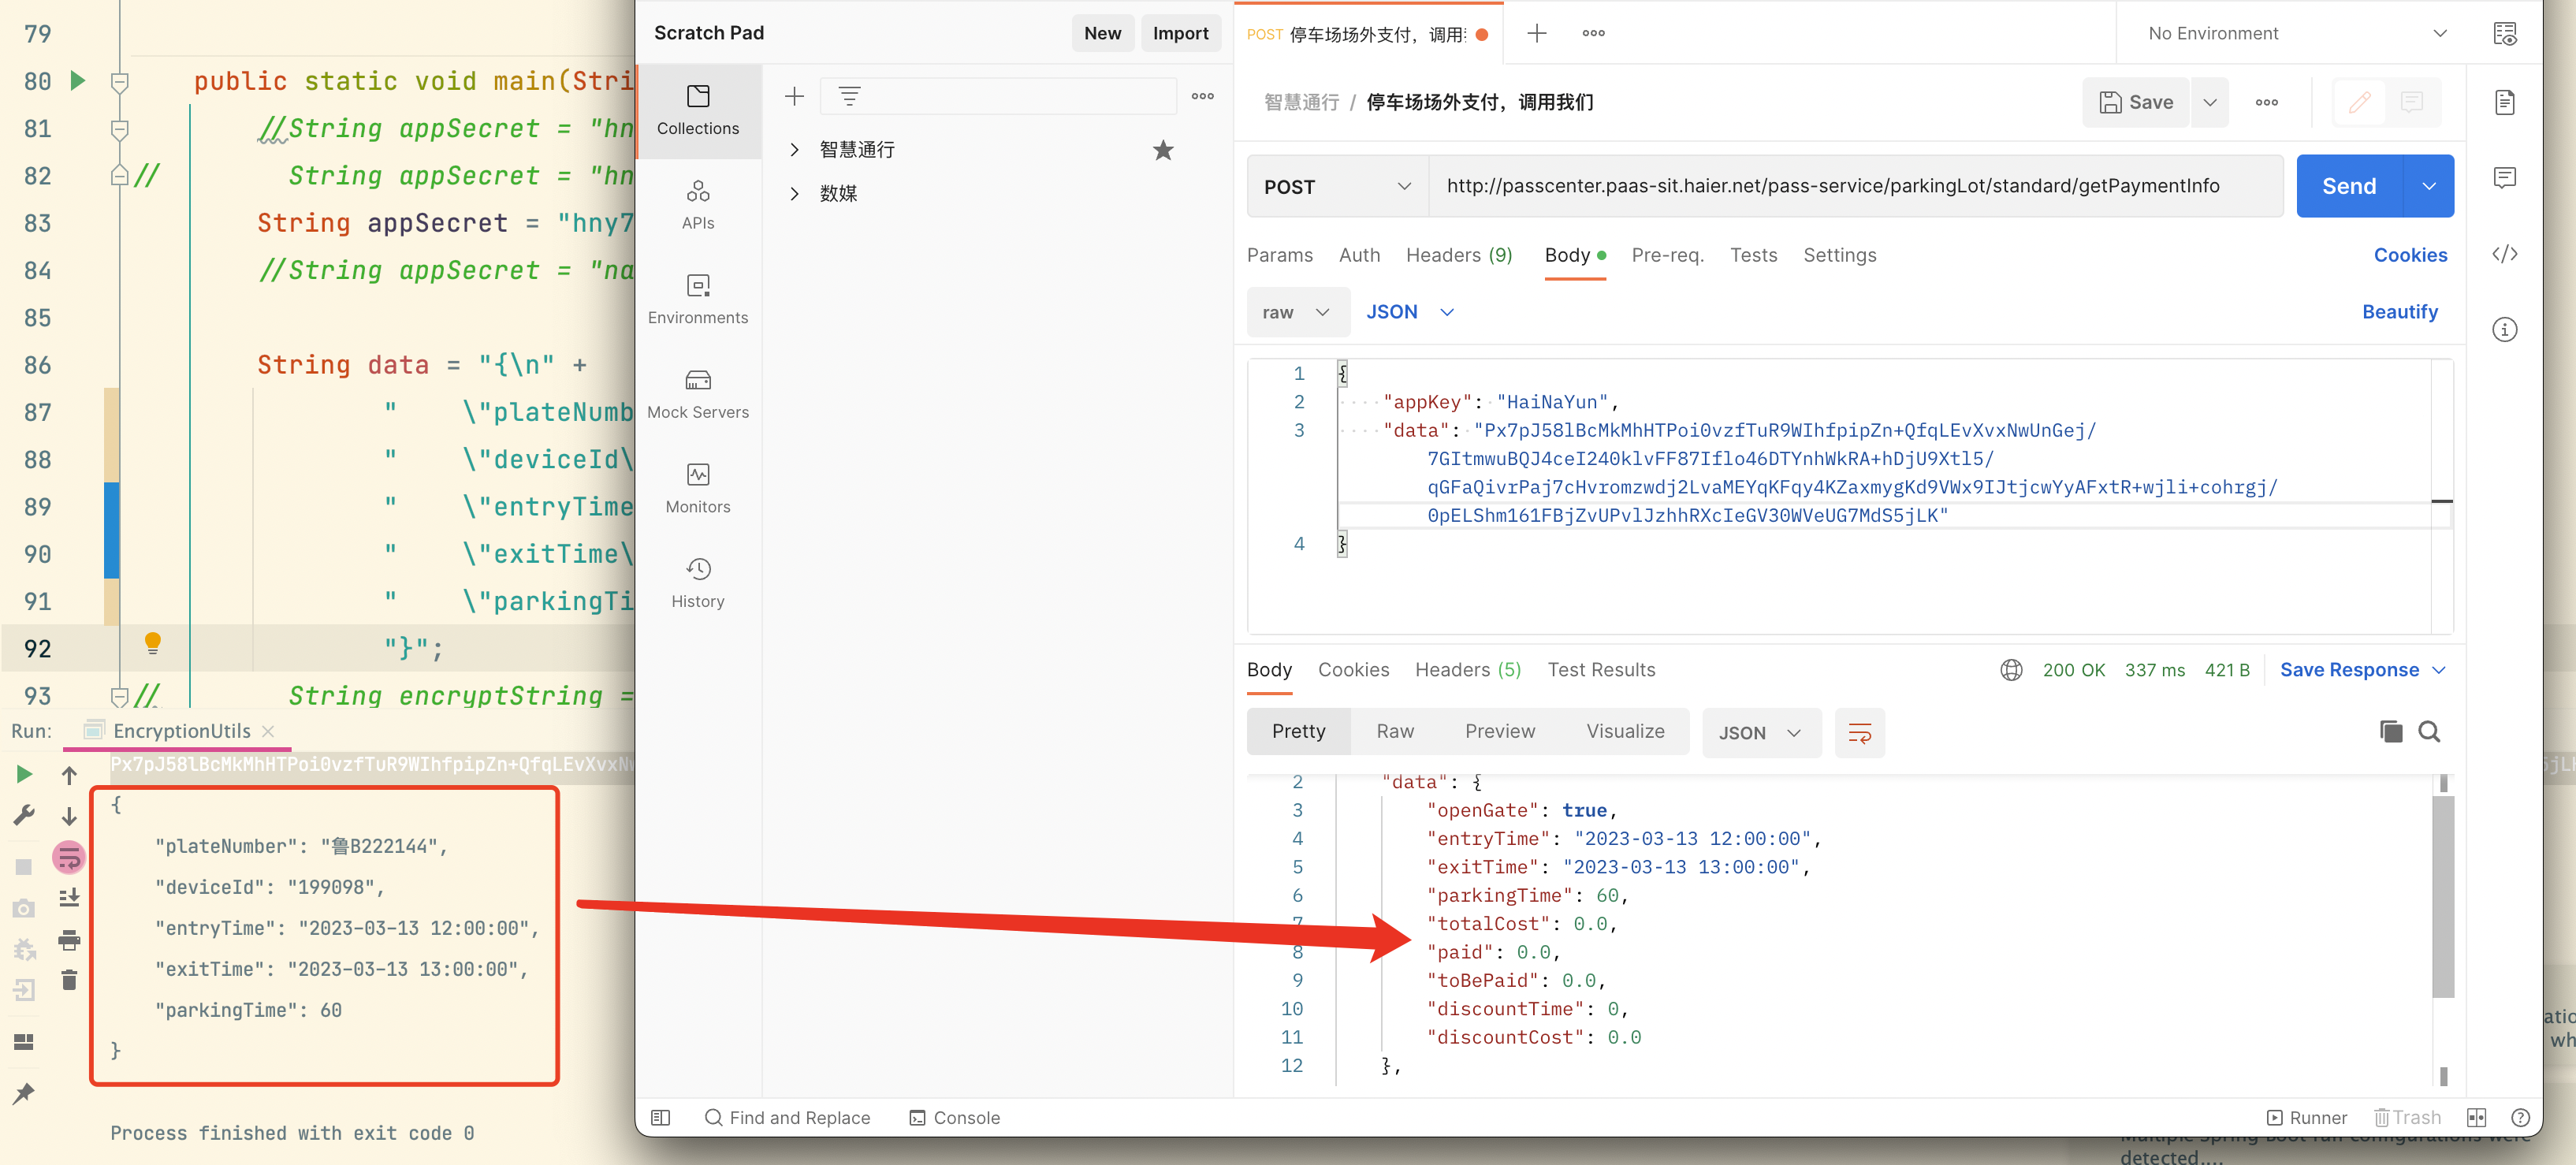 79
80 public static void main(Stri
81 //String appSecret = "hn
82 // String appSecret = "hn
83 String appSecret = "hny7
84 //String appSecret = "na
85
86 String data = "{\n" +
87 " \"plateNumb
88 " \"deviceId\
89 " \"entryTime
90 " \"exitTime\
91 " \"parkingTi
92 "}";
93 // String encryptString =
Run: EncryptionUtils
Px7pJ58lBcMkMhHTPoi0vzfTuR9WIhfpipZn+QfqLEvXvxNw
{
"plateNumber": "鲁B222144",
"deviceId": "199098",
"entryTime": "2023-03-13 12:00:00",
"exitTime": "2023-03-13 13:00:00",
"parkingTime": 60
}
Process finished with exit code 0
Scratch Pad New Import
Collections
APIs
Environments
Mock Servers
Monitors
History
智慧通行
数媒
POST 停车场场外支付，调用
No Environment
智慧通行 / 停车场场外支付，调用我们
Save
POST http://passcenter.paas-sit.haier.net/pass-service/parkingLot/standard/getPaymentInfo Send
Params Auth Headers (9) Body Pre-req. Tests Settings Cookies
raw JSON Beautify
1 {
2 "appKey": "HaiNaYun",
3 "data": "Px7pJ58lBcMkMhHTPoi0vzfTuR9WIhfpipZn+QfqLEvXvxNwUnGej/
7GItmwuBQJ4ceI240klvFF87Iflo46DTYnhWkRA+hDjU9Xtl5/
qGFaQivrPaj7cHvromzwdj2LvaMEYqKFqy4KZaxmygKd9VWx9IJtjcwYyAFxtR+wjli+cohrgj/
0pELShm161FBjZvUPvlJzhhRXcIeGV30WVeUG7MdS5jLK"
4 }
Body Cookies Headers (5) Test Results 200 OK 337 ms 421 B Save Response
Pretty Raw Preview Visualize JSON
2 "data": {
3 "openGate": true,
4 "entryTime": "2023-03-13 12:00:00",
5 "exitTime": "2023-03-13 13:00:00",
6 "parkingTime": 60,
7 "totalCost": 0.0,
8 "paid": 0.0,
9 "toBePaid": 0.0,
10 "discountTime": 0,
11 "discountCost": 0.0
12 },
Find and Replace Console Runner Trash
detected....